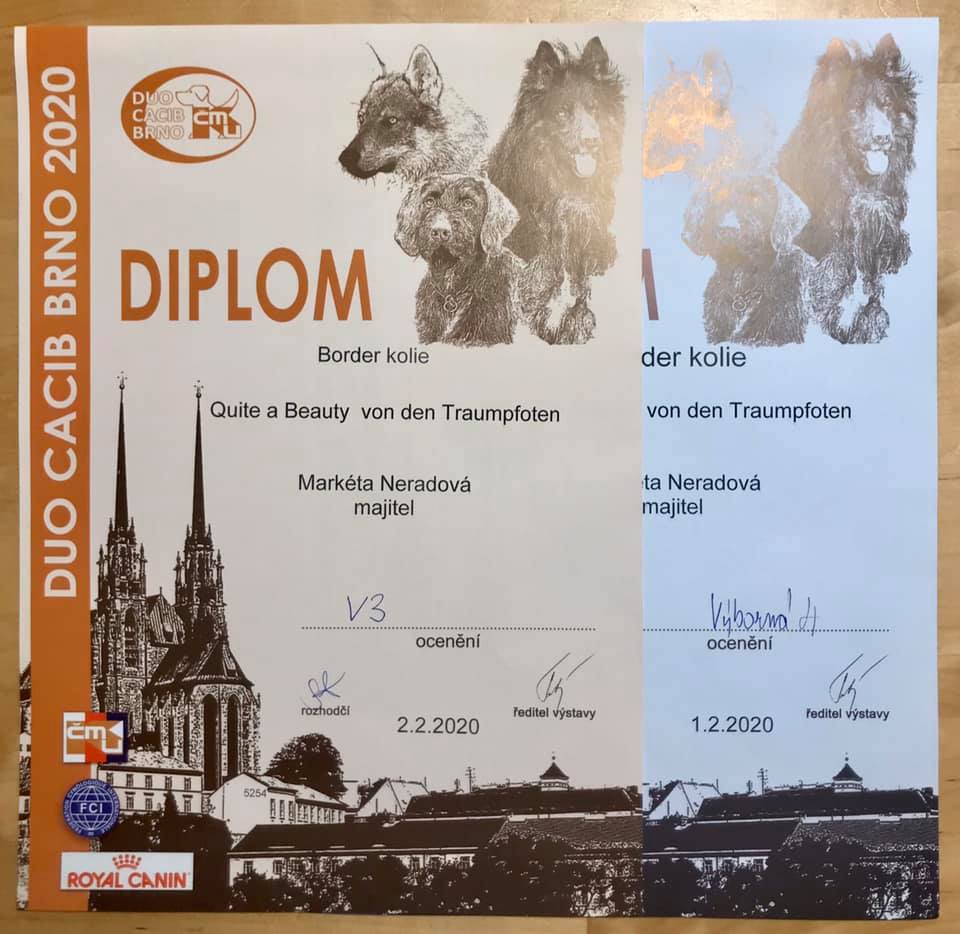 DUO CACIB BRNO 2020
DUO
CACIB
BRNO
ČMKU
DIPLOM
Border kolie
Quite a Beauty von den Traumpfoten
Markéta Neradová
majitel
V3
ocenění
rozhodčí
2.2.2020
ředitel výstavy
5254
ČMKU
FCI
ROYAL CANIN
M
der kolie
von den Traumpfoten
ta Neradová
majitel
Výborná 4
ocenění
1.2.2020
ředitel výstavy